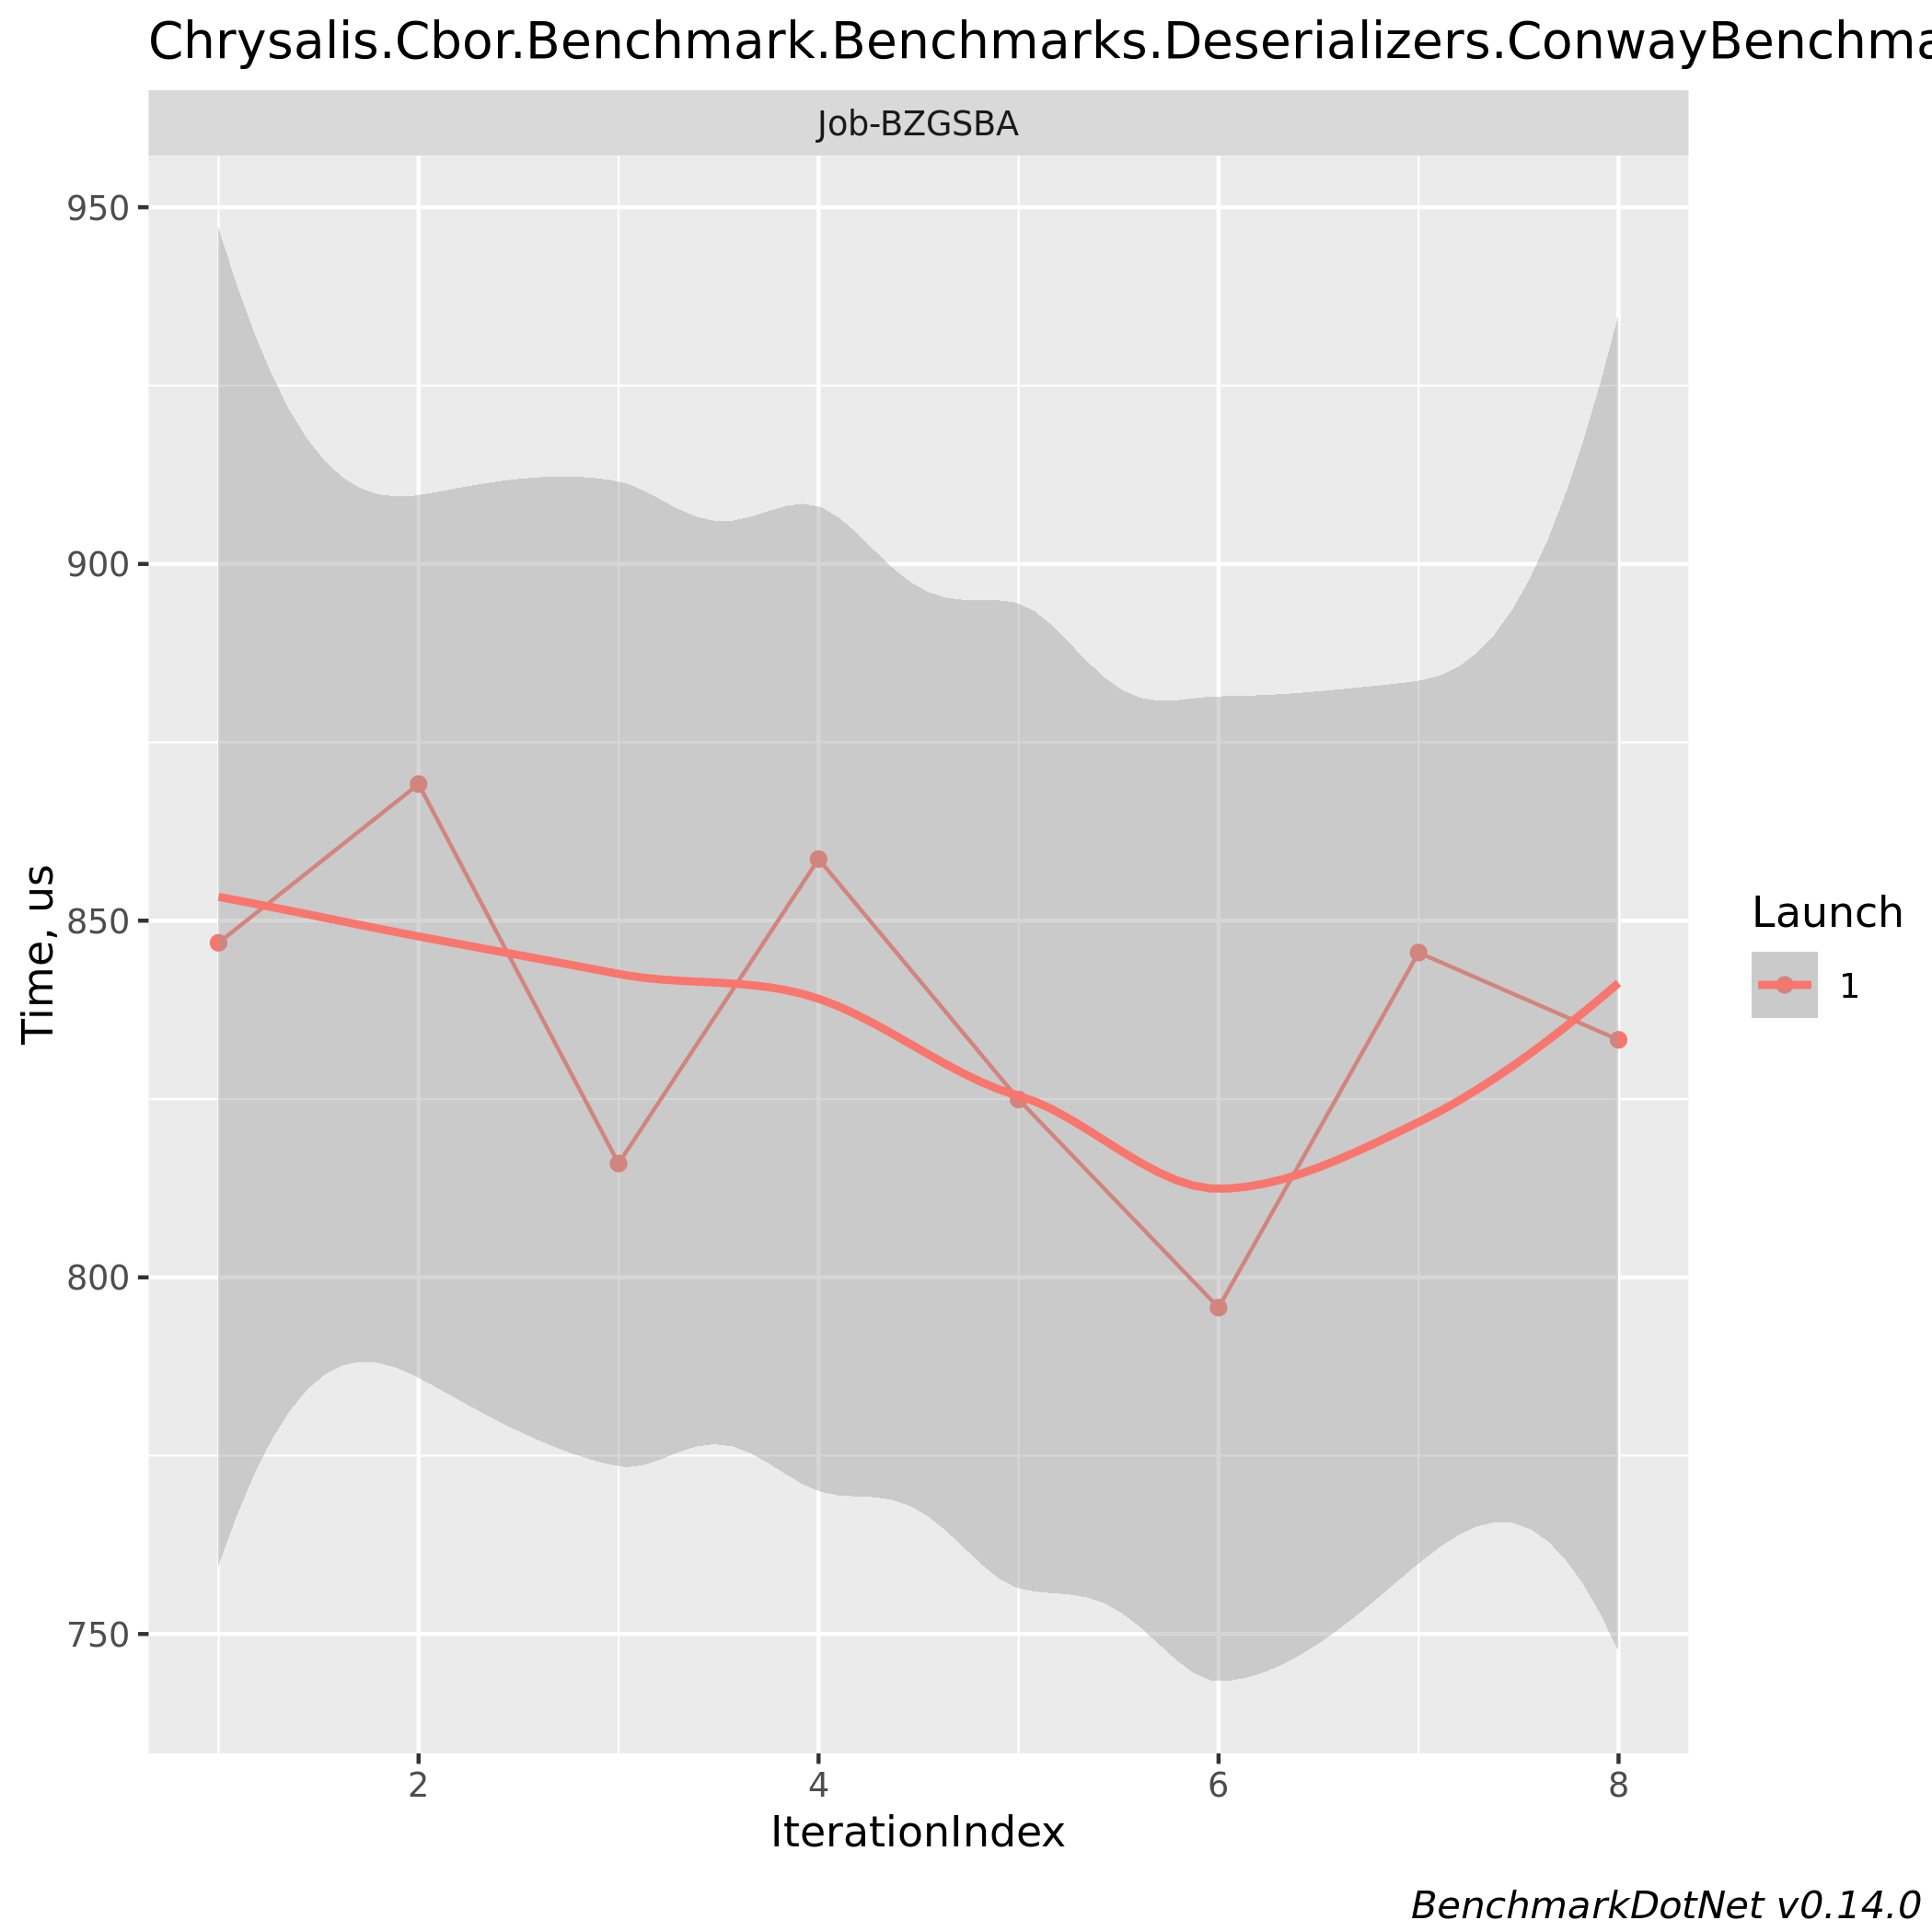 Chrysalis.Cbor.Benchmark.Benchmarks.Deserializers.ConwayBenchma
Job-BZGSBA
950
900
850
800
750
Time, us
2 4 6 8
IterationIndex
Launch
1
BenchmarkDotNet v0.14.0